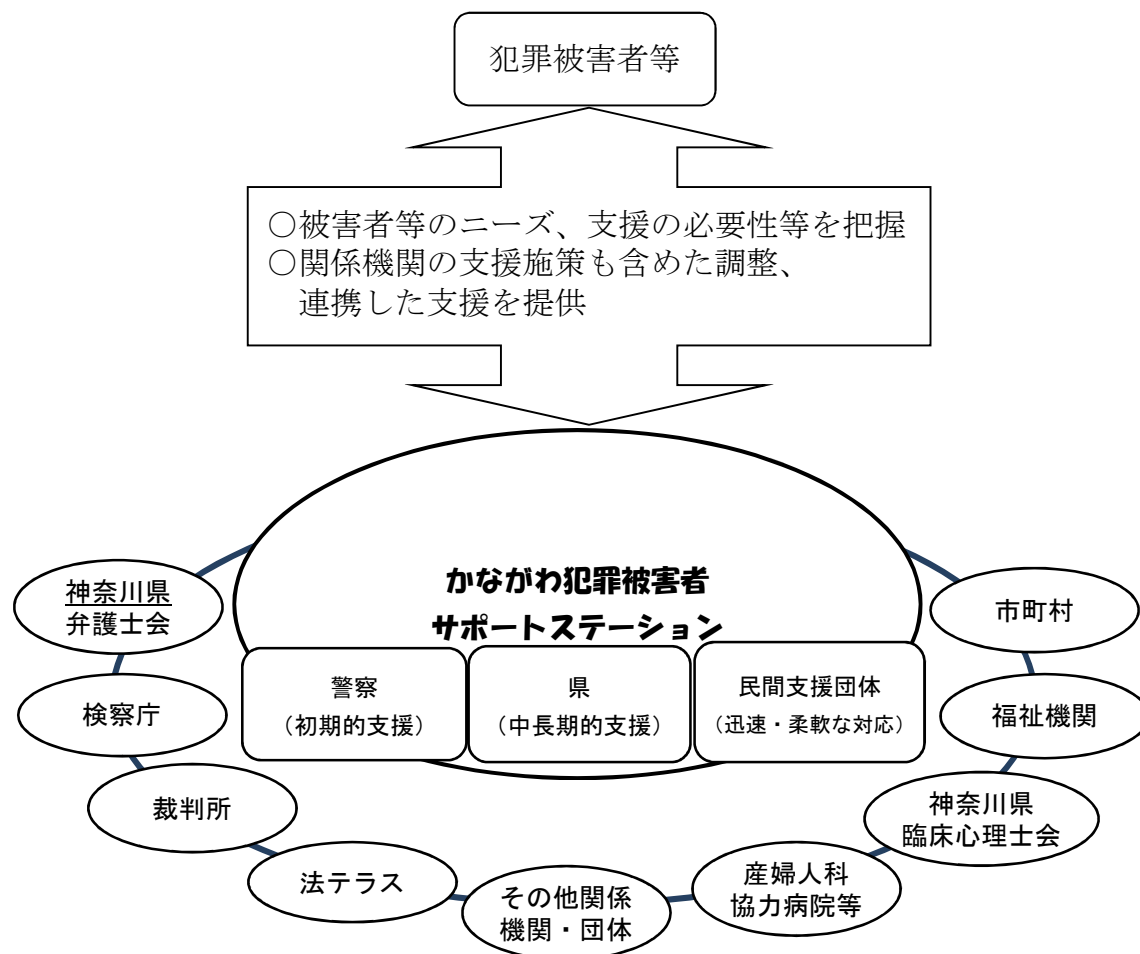 犯罪被害者等
○被害者等のニーズ、支援の必要性等を把握
○関係機関の支援施策も含めた調整、
連携した支援を提供
かながわ犯罪被害者
サポートステーション
警察
（初期的支援）
県
（中長期的支援）
民間支援団体
（迅速・柔軟な対応）
神奈川県
弁護士会
検察庁
裁判所
法テラス
その他関係
機関・団体
産婦人科
協力病院等
神奈川県
臨床心理士会
福祉機関
市町村